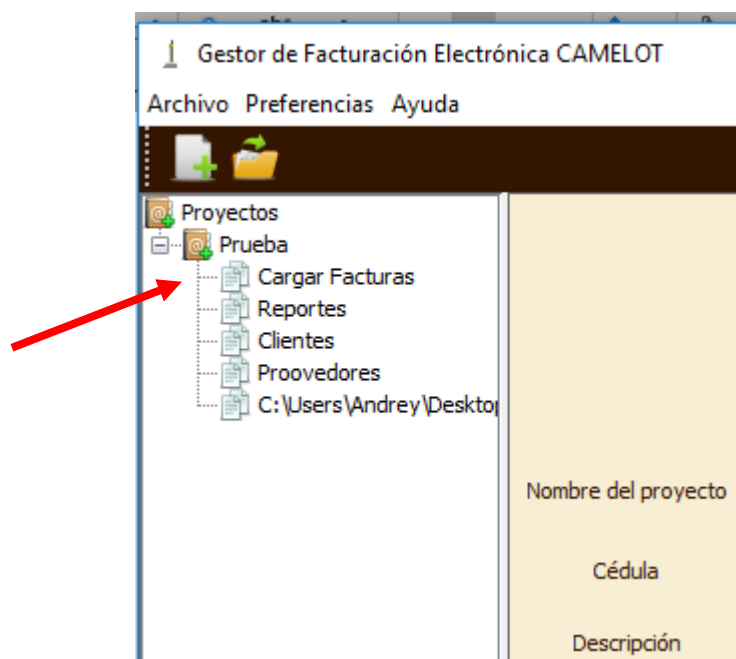 Gestor de Facturación Electrónica CAMELOT
Archivo Preferencias Ayuda
Proyectos
Prueba
Cargar Facturas
Reportes
Clientes
Proovedores
C:\Users\Andrey\Desktop
Nombre del proyecto
Cédula
Descripción